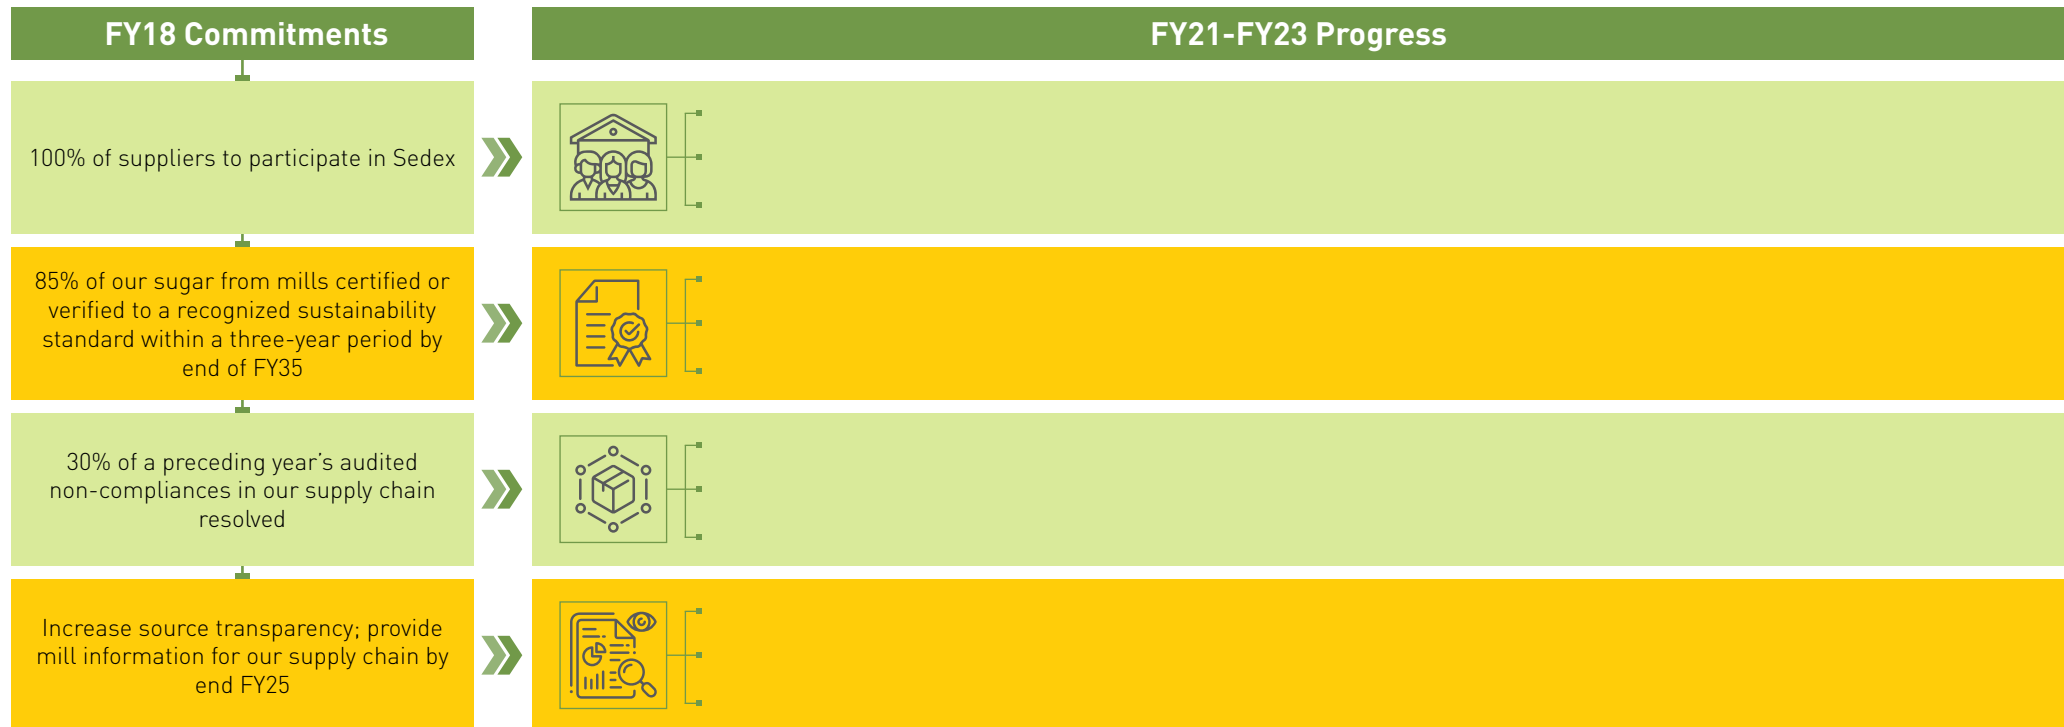 FY18 Commitments
FY21-FY23 Progress
100% of suppliers to participate in Sedex
85% of our sugar from mills certified or
verified to a recognized sustainability
standard within a three-year period by
end of FY35
30% of a preceding year’s audited
non-compliances in our supply chain
resolved
Increase source transparency; provide
mill information for our supply chain by
end FY25